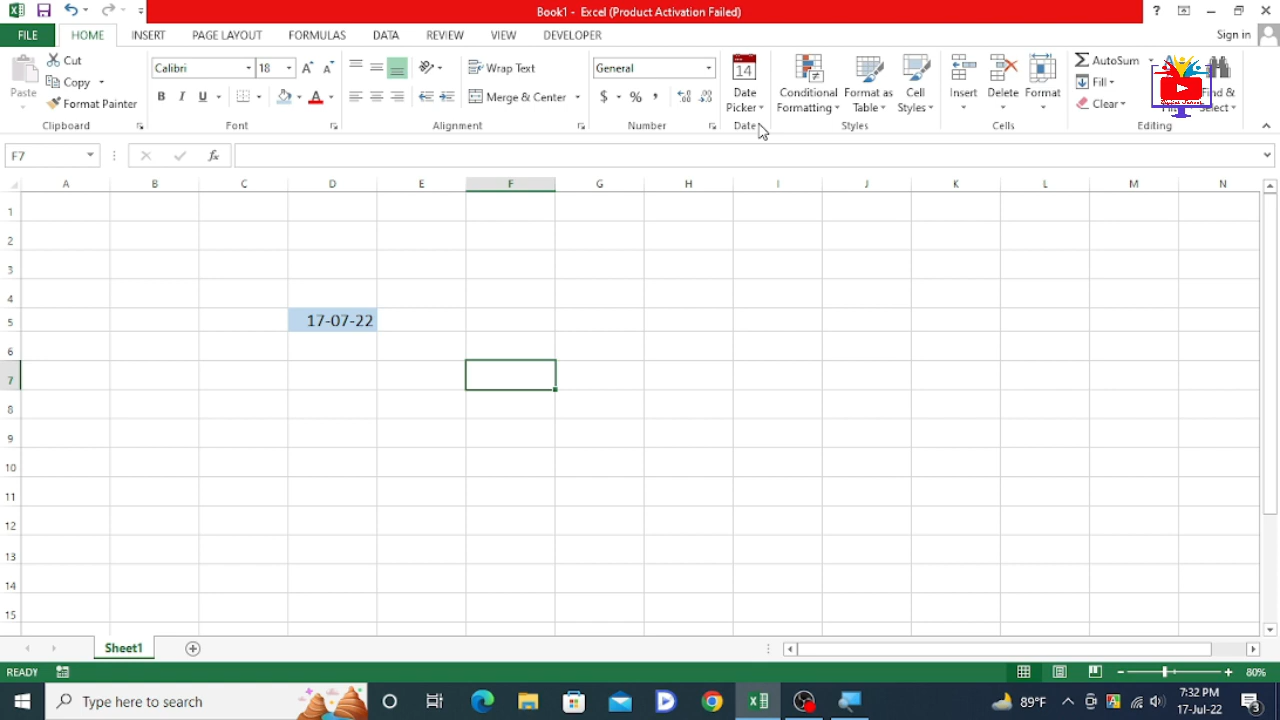 Book1 - Excel (Product Activation Failed)
?
FILE HOME INSERT PAGE LAYOUT FORMULAS DATA REVIEW VIEW DEVELOPER Sign in
Paste
Cut
Copy
Format Painter
Clipboard
Calibri 18
B I U
Font
Wrap Text
Merge & Center
Alignment
General
$ % ,
Number
14
Date
Picker
Date
Conditional
Formatting
Format as
Table
Cell
Styles
Styles
Insert
Delete
Format
Cells
AutoSum
Fill
Clear
Find &
Select
Editing
F7
fx
A B C D E F G H I J K L M N
1
2
3
4
5 17-07-22
6
7
8
9
10
11
12
13
14
15
Sheet1
READY 80%
Type here to search
89°F
7:32 PM
17-Jul-22
3